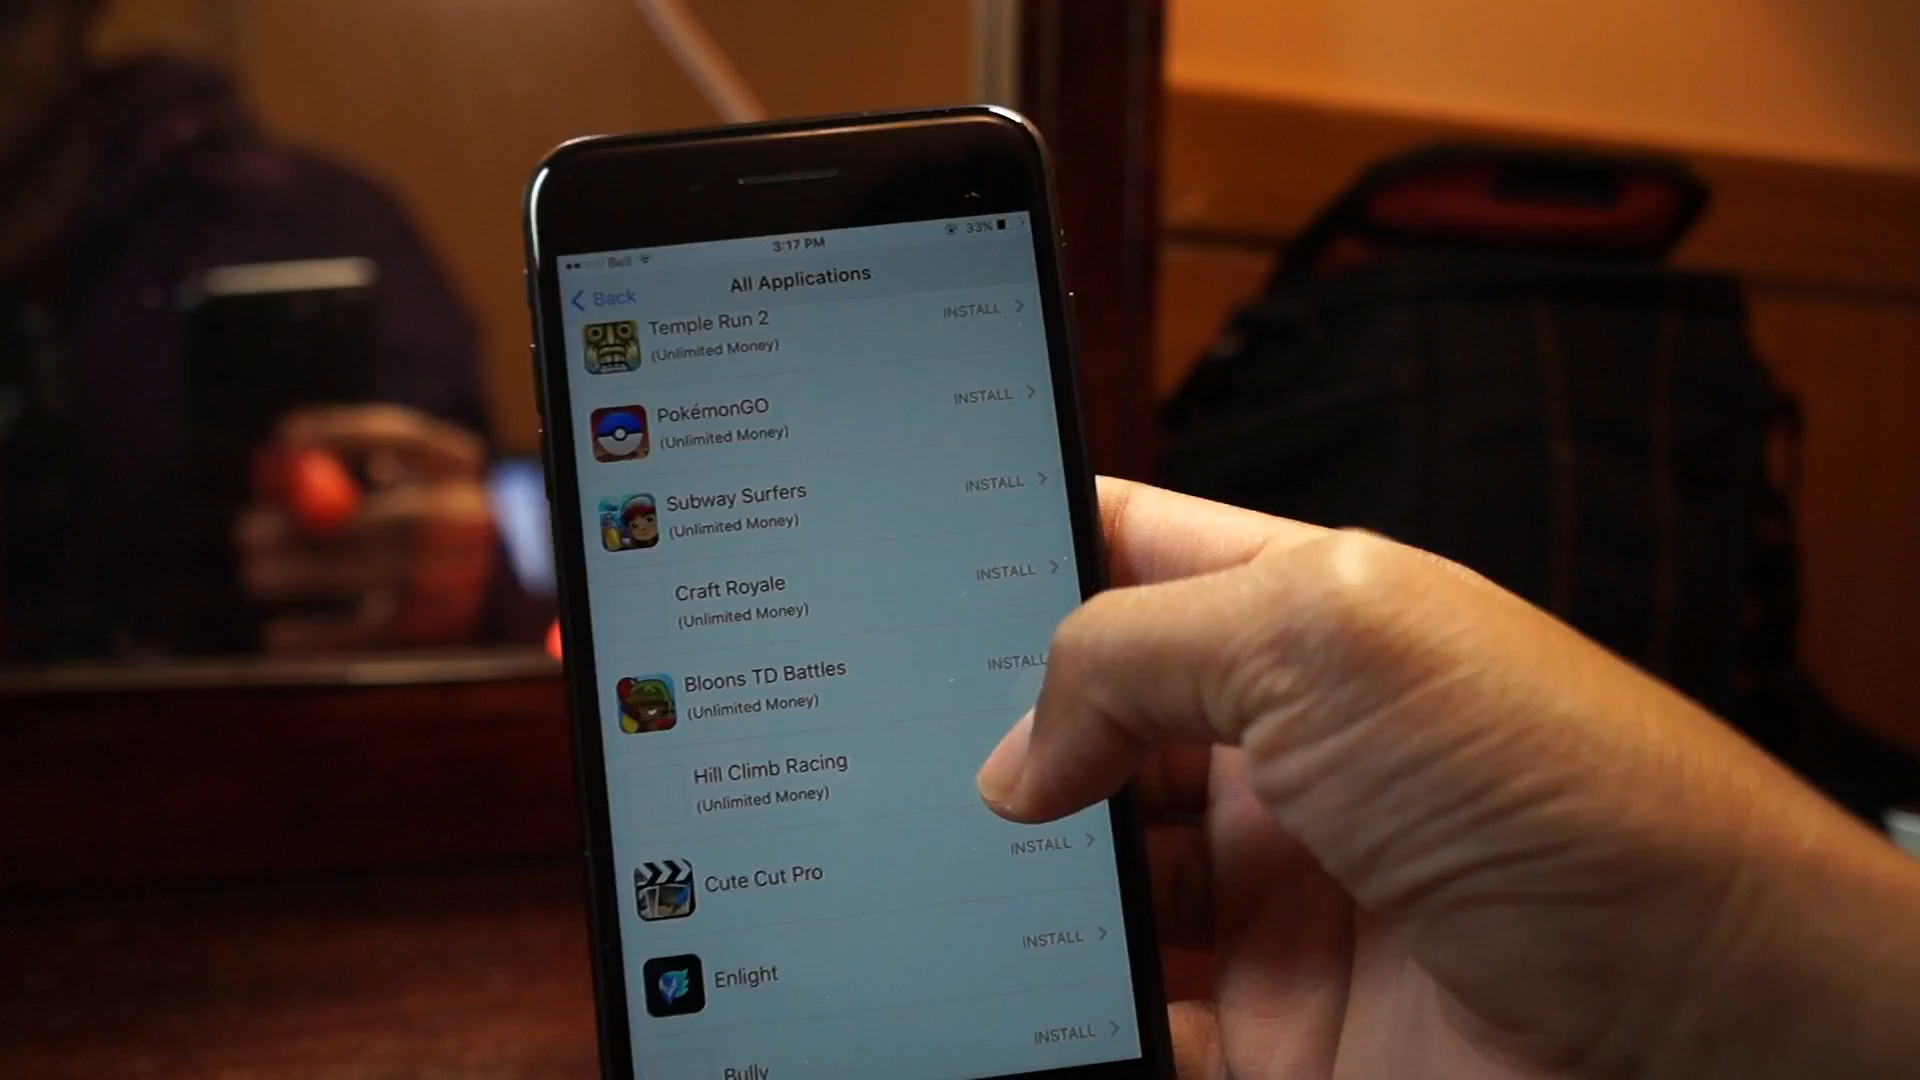 Bell
3:17 PM
33%
Back
All Applications
Temple Run 2
(Unlimited Money)
INSTALL
PokémonGO
(Unlimited Money)
INSTALL
Subway Surfers
(Unlimited Money)
INSTALL
Craft Royale
(Unlimited Money)
INSTALL
Bloons TD Battles
(Unlimited Money)
INSTALL
Hill Climb Racing
(Unlimited Money)
Cute Cut Pro
INSTALL
Enlight
INSTALL
Bully
INSTALL